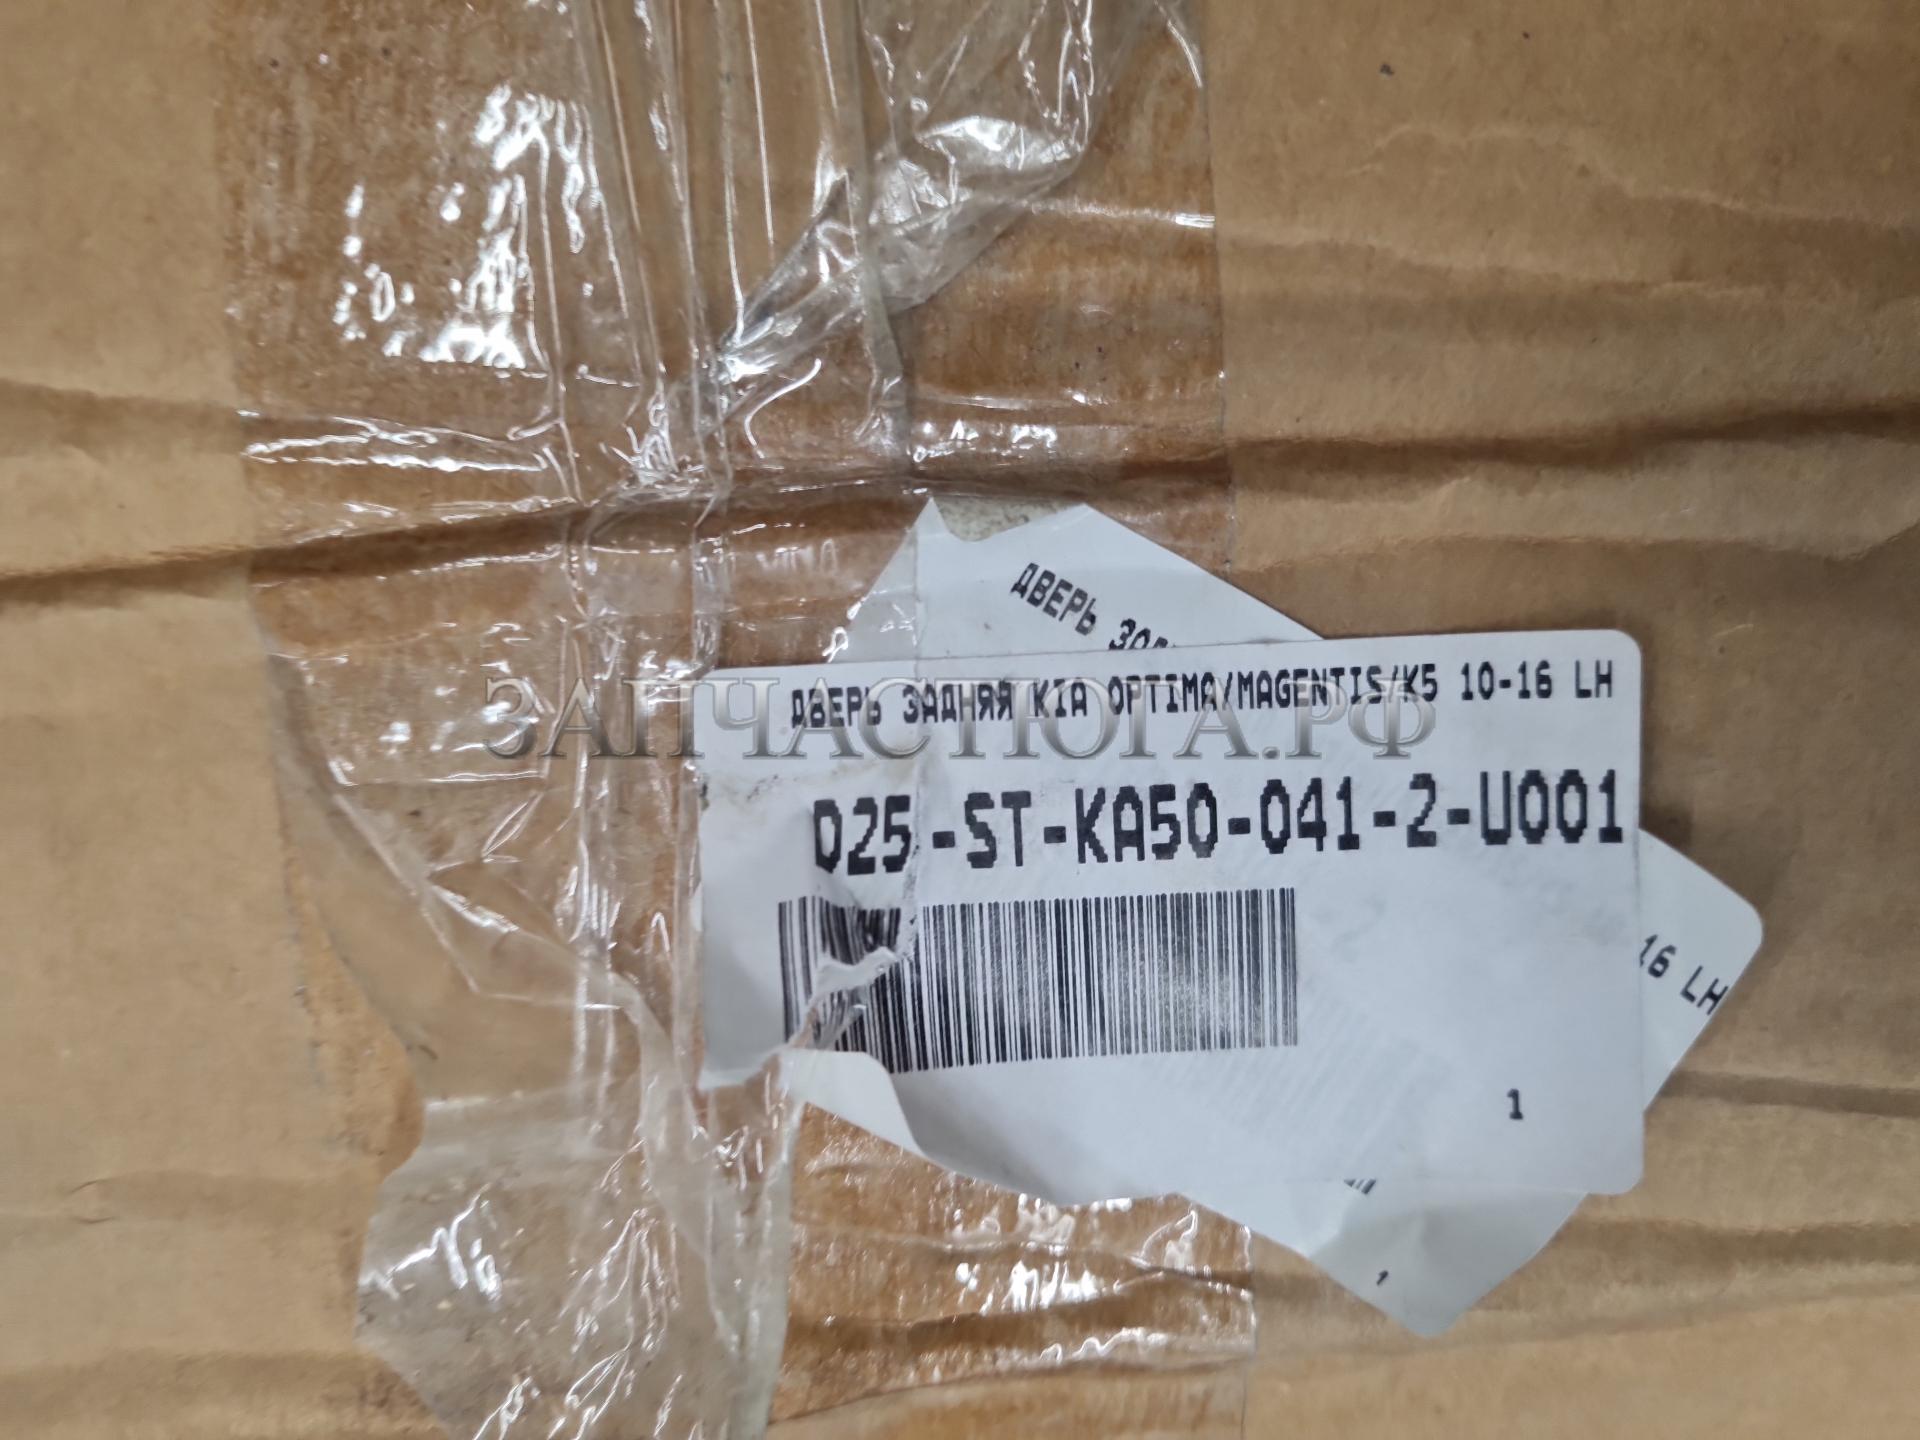 ДВЕРЬ
ДВЕРЬ ЗАДНЯЯ KIA OPTIMA/MAGENTIS/K5 10-16 LH
ЗАПЧАСТЮГА.РФ
D25-ST-KA50-041-2-U001
16 LH
1
1